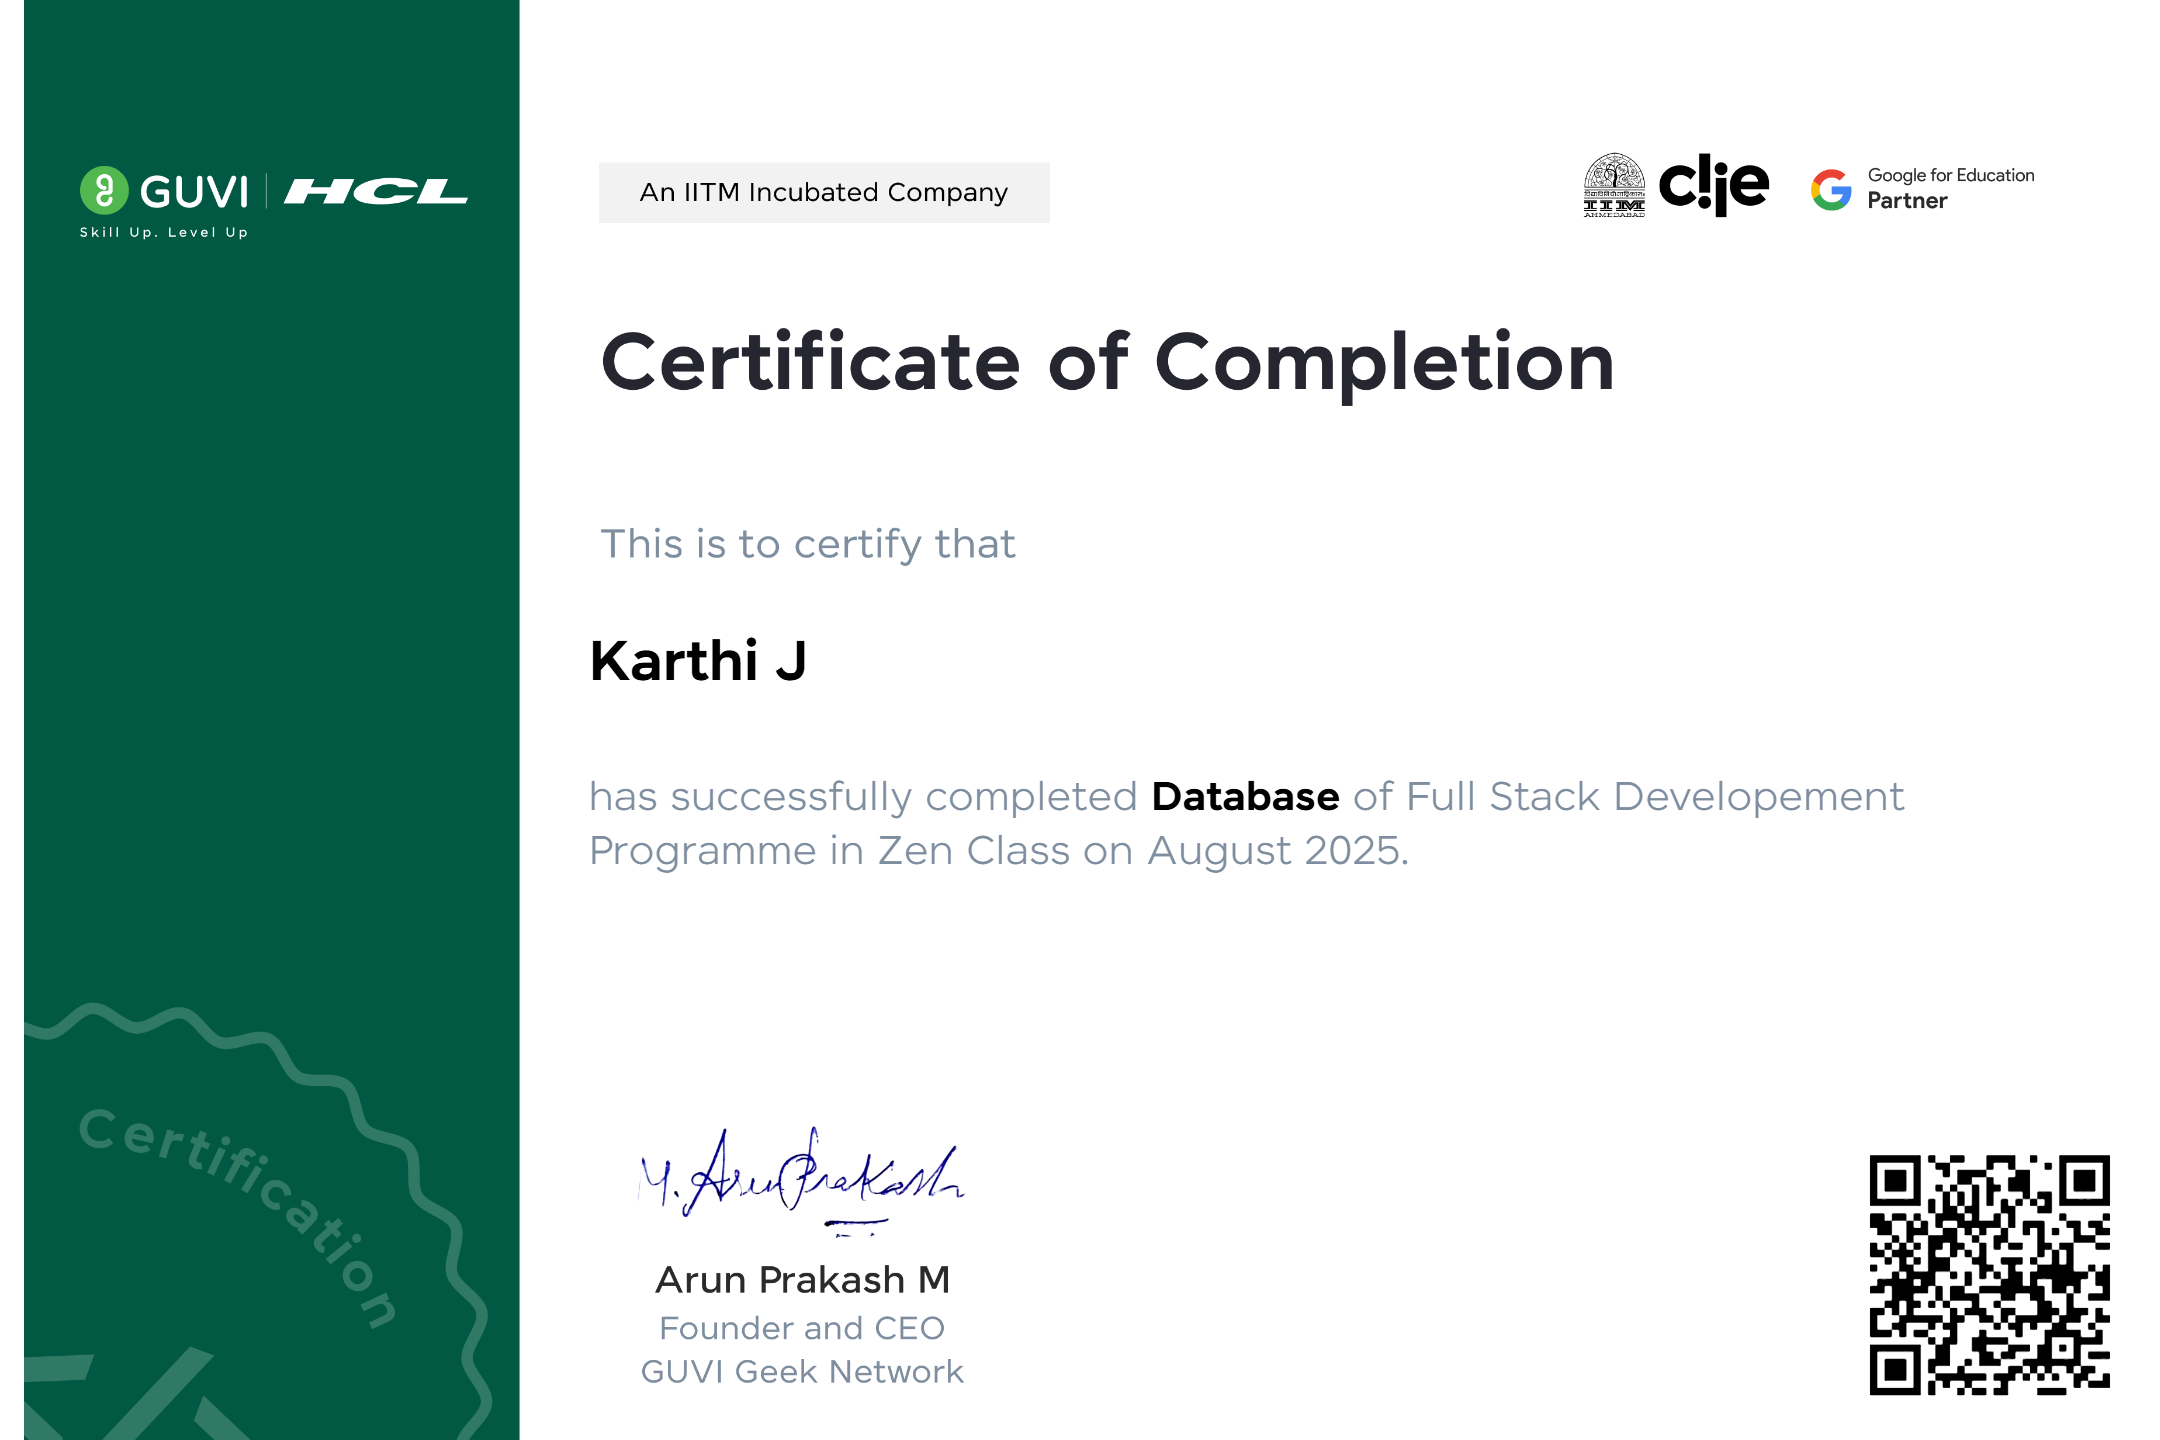 GUVI | HCL
Skill Up. Level Up
An IITM Incubated Company
IIM
AHMEDABAD
c!ie
Google for Education
Partner
Certificate of Completion
This is to certify that
Karthi J
has successfully completed Database of Full Stack Developement
Programme in Zen Class on August 2025.
Certification
M. Arun Prakash
Arun Prakash M
Founder and CEO
GUVI Geek Network